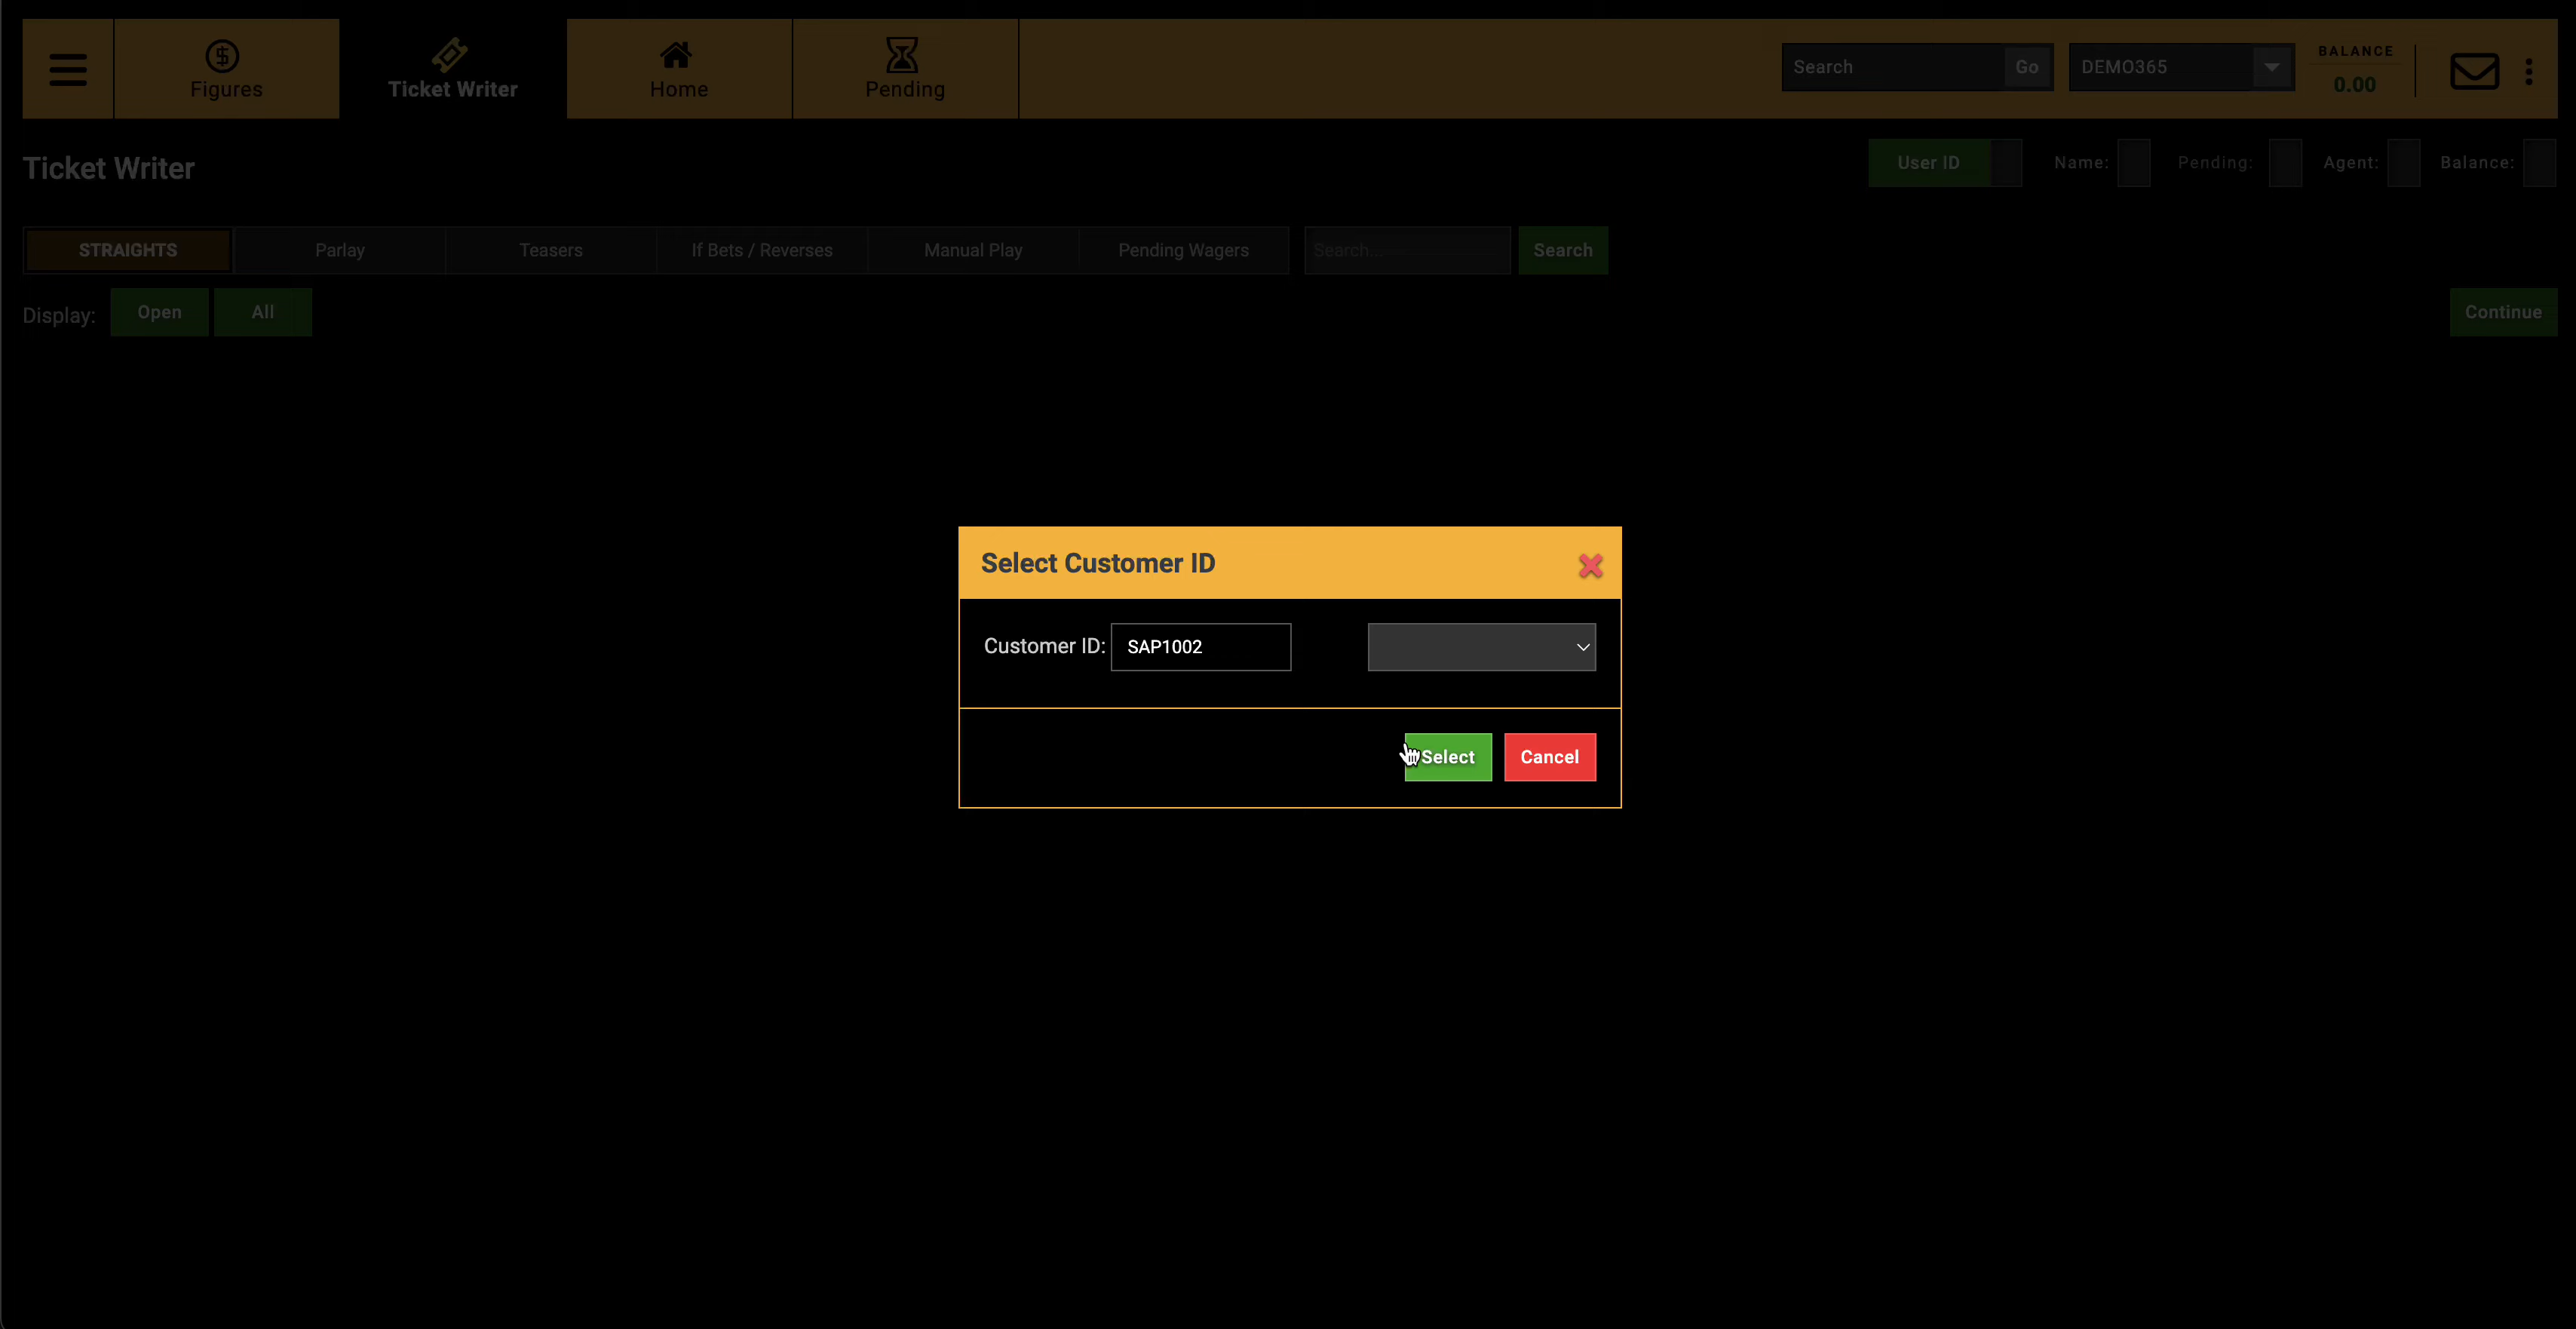 Figures
Ticket Writer
Home
Pending
Search
Go
DEMO365
BALANCE
0.00
Ticket Writer
User ID
Name:
Pending:
Agent:
Balance:
STRAIGHTS
Parlay
Teasers
If Bets / Reverses
Manual Play
Pending Wagers
Search...
Search
Display:
Open
All
Continue
Select Customer ID
Customer ID:
SAP1002
Select
Cancel